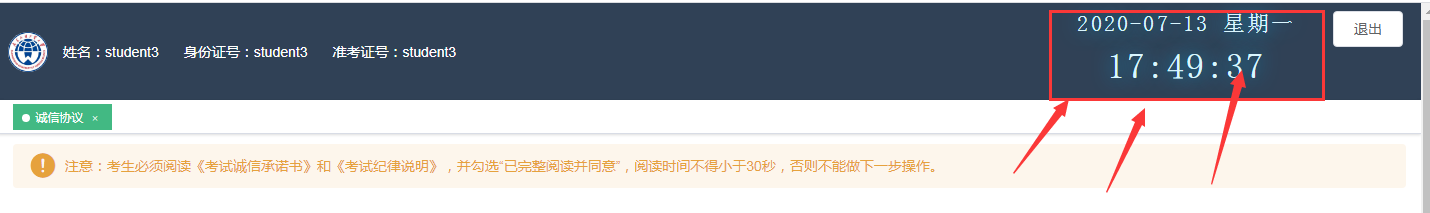 2020-07-13 星期一
退出
姓名：student3 身份证号：student3 准考证号：student3
17:49:37
诚信协议 ×
注意：考生必须阅读《考试诚信承诺书》和《考试纪律说明》，并勾选“已完整阅读并同意”，阅读时间不得小于30秒，否则不能做下一步操作。